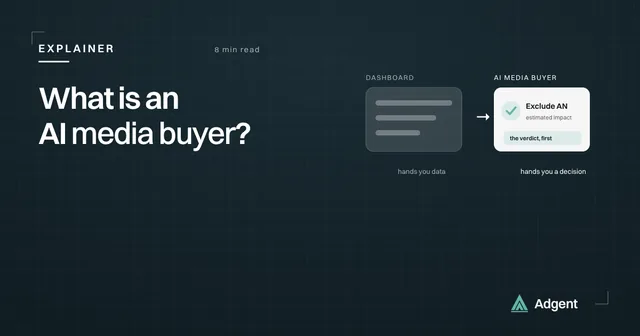 EXPLAINER
8 min read
What is an
AI media buyer?
DASHBOARD
hands you data
AI MEDIA BUYER
Exclude AN
estimated impact
the verdict, first
hands you a decision
Adgent